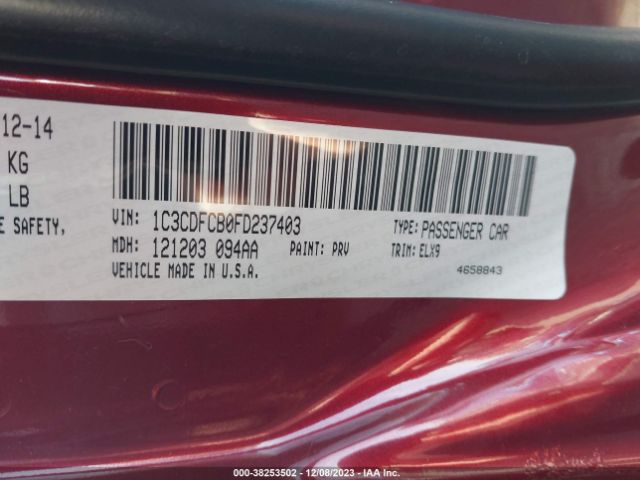 12-14
KG
LB
E SAFETY,
VIN: 1C3CDFCB0FD237403
TYPE: PASSENGER CAR
MDH: 121203 094AA
PAINT: PRV
TRIM: ELX9
VEHICLE MADE IN U.S.A.
4658843
000-38253502 - 12/08/2023 - IAA Inc.